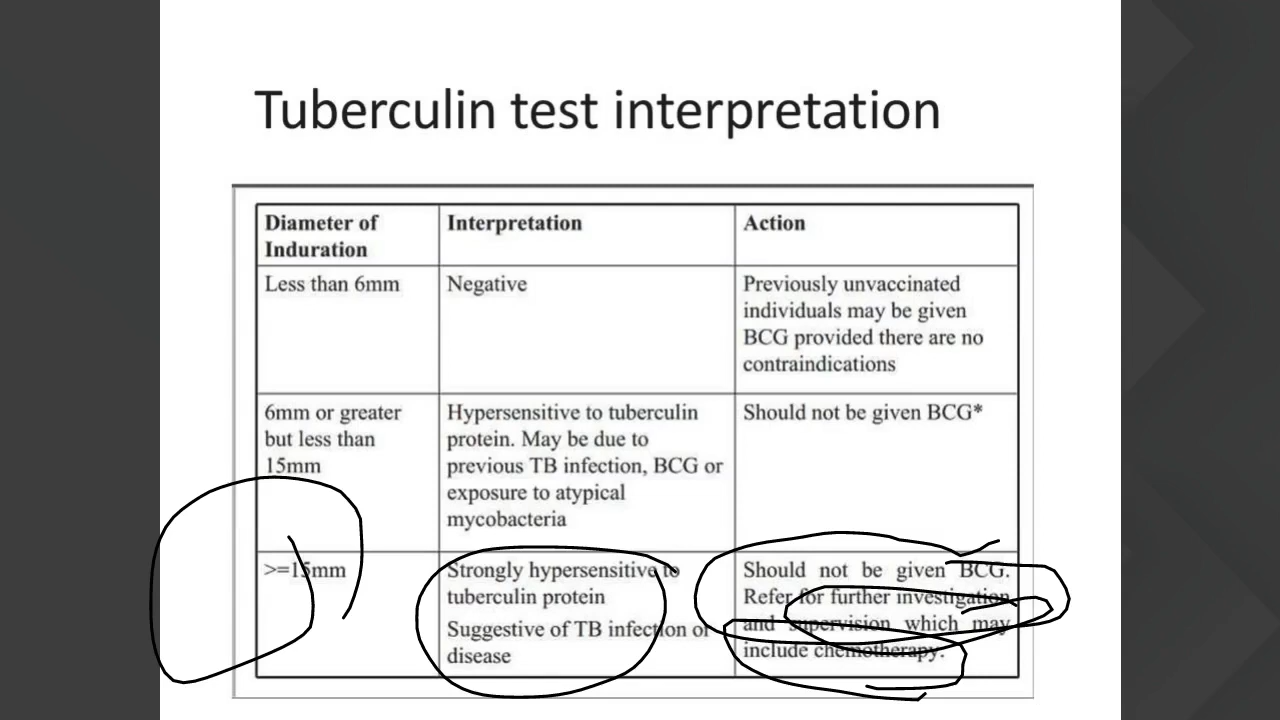 Tuberculin test interpretation
Diameter of
Induration
Interpretation
Action
Less than 6mm
Negative
Previously unvaccinated
individuals may be given
BCG provided there are no
contraindications
6mm or greater
but less than
15mm
Hypersensitive to tuberculin
protein. May be due to
previous TB infection, BCG or
exposure to atypical
mycobacteria
Should not be given BCG*
>=15mm
Strongly hypersensitive to
tuberculin protein
Suggestive of TB infection or
disease
Should not be given BCG.
Refer for further investigation
and supervision which may
include chemotherapy.